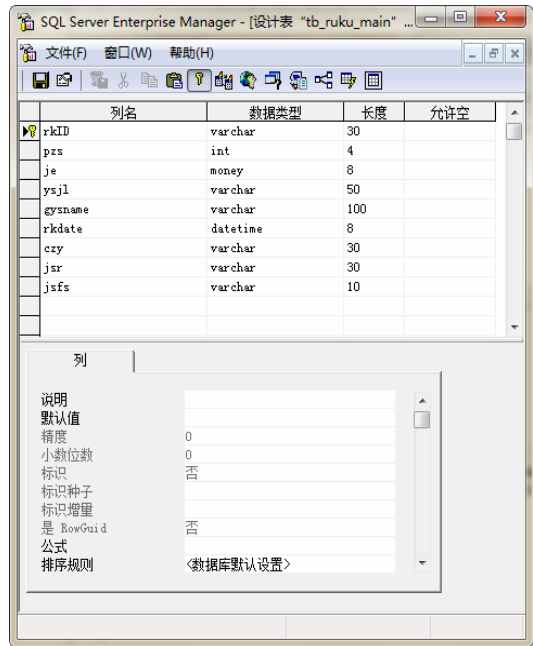 SQL Server Enterprise Manager - [设计表 “tb_ruku_main” ...
文件(F) 窗口(W) 帮助(H)
列名 数据类型 长度 允许空
rkID varchar 30
pzs int 4
je money 8
ysjl varchar 50
gysname varchar 100
rkdate datetime 8
czy varchar 30
jsr varchar 30
jsfs varchar 10
列
说明
默认值
精度 0
小数位数 0
标识 否
标识种子
标识增量
是 RowGuid 否
公式
排序规则 <数据库默认设置>